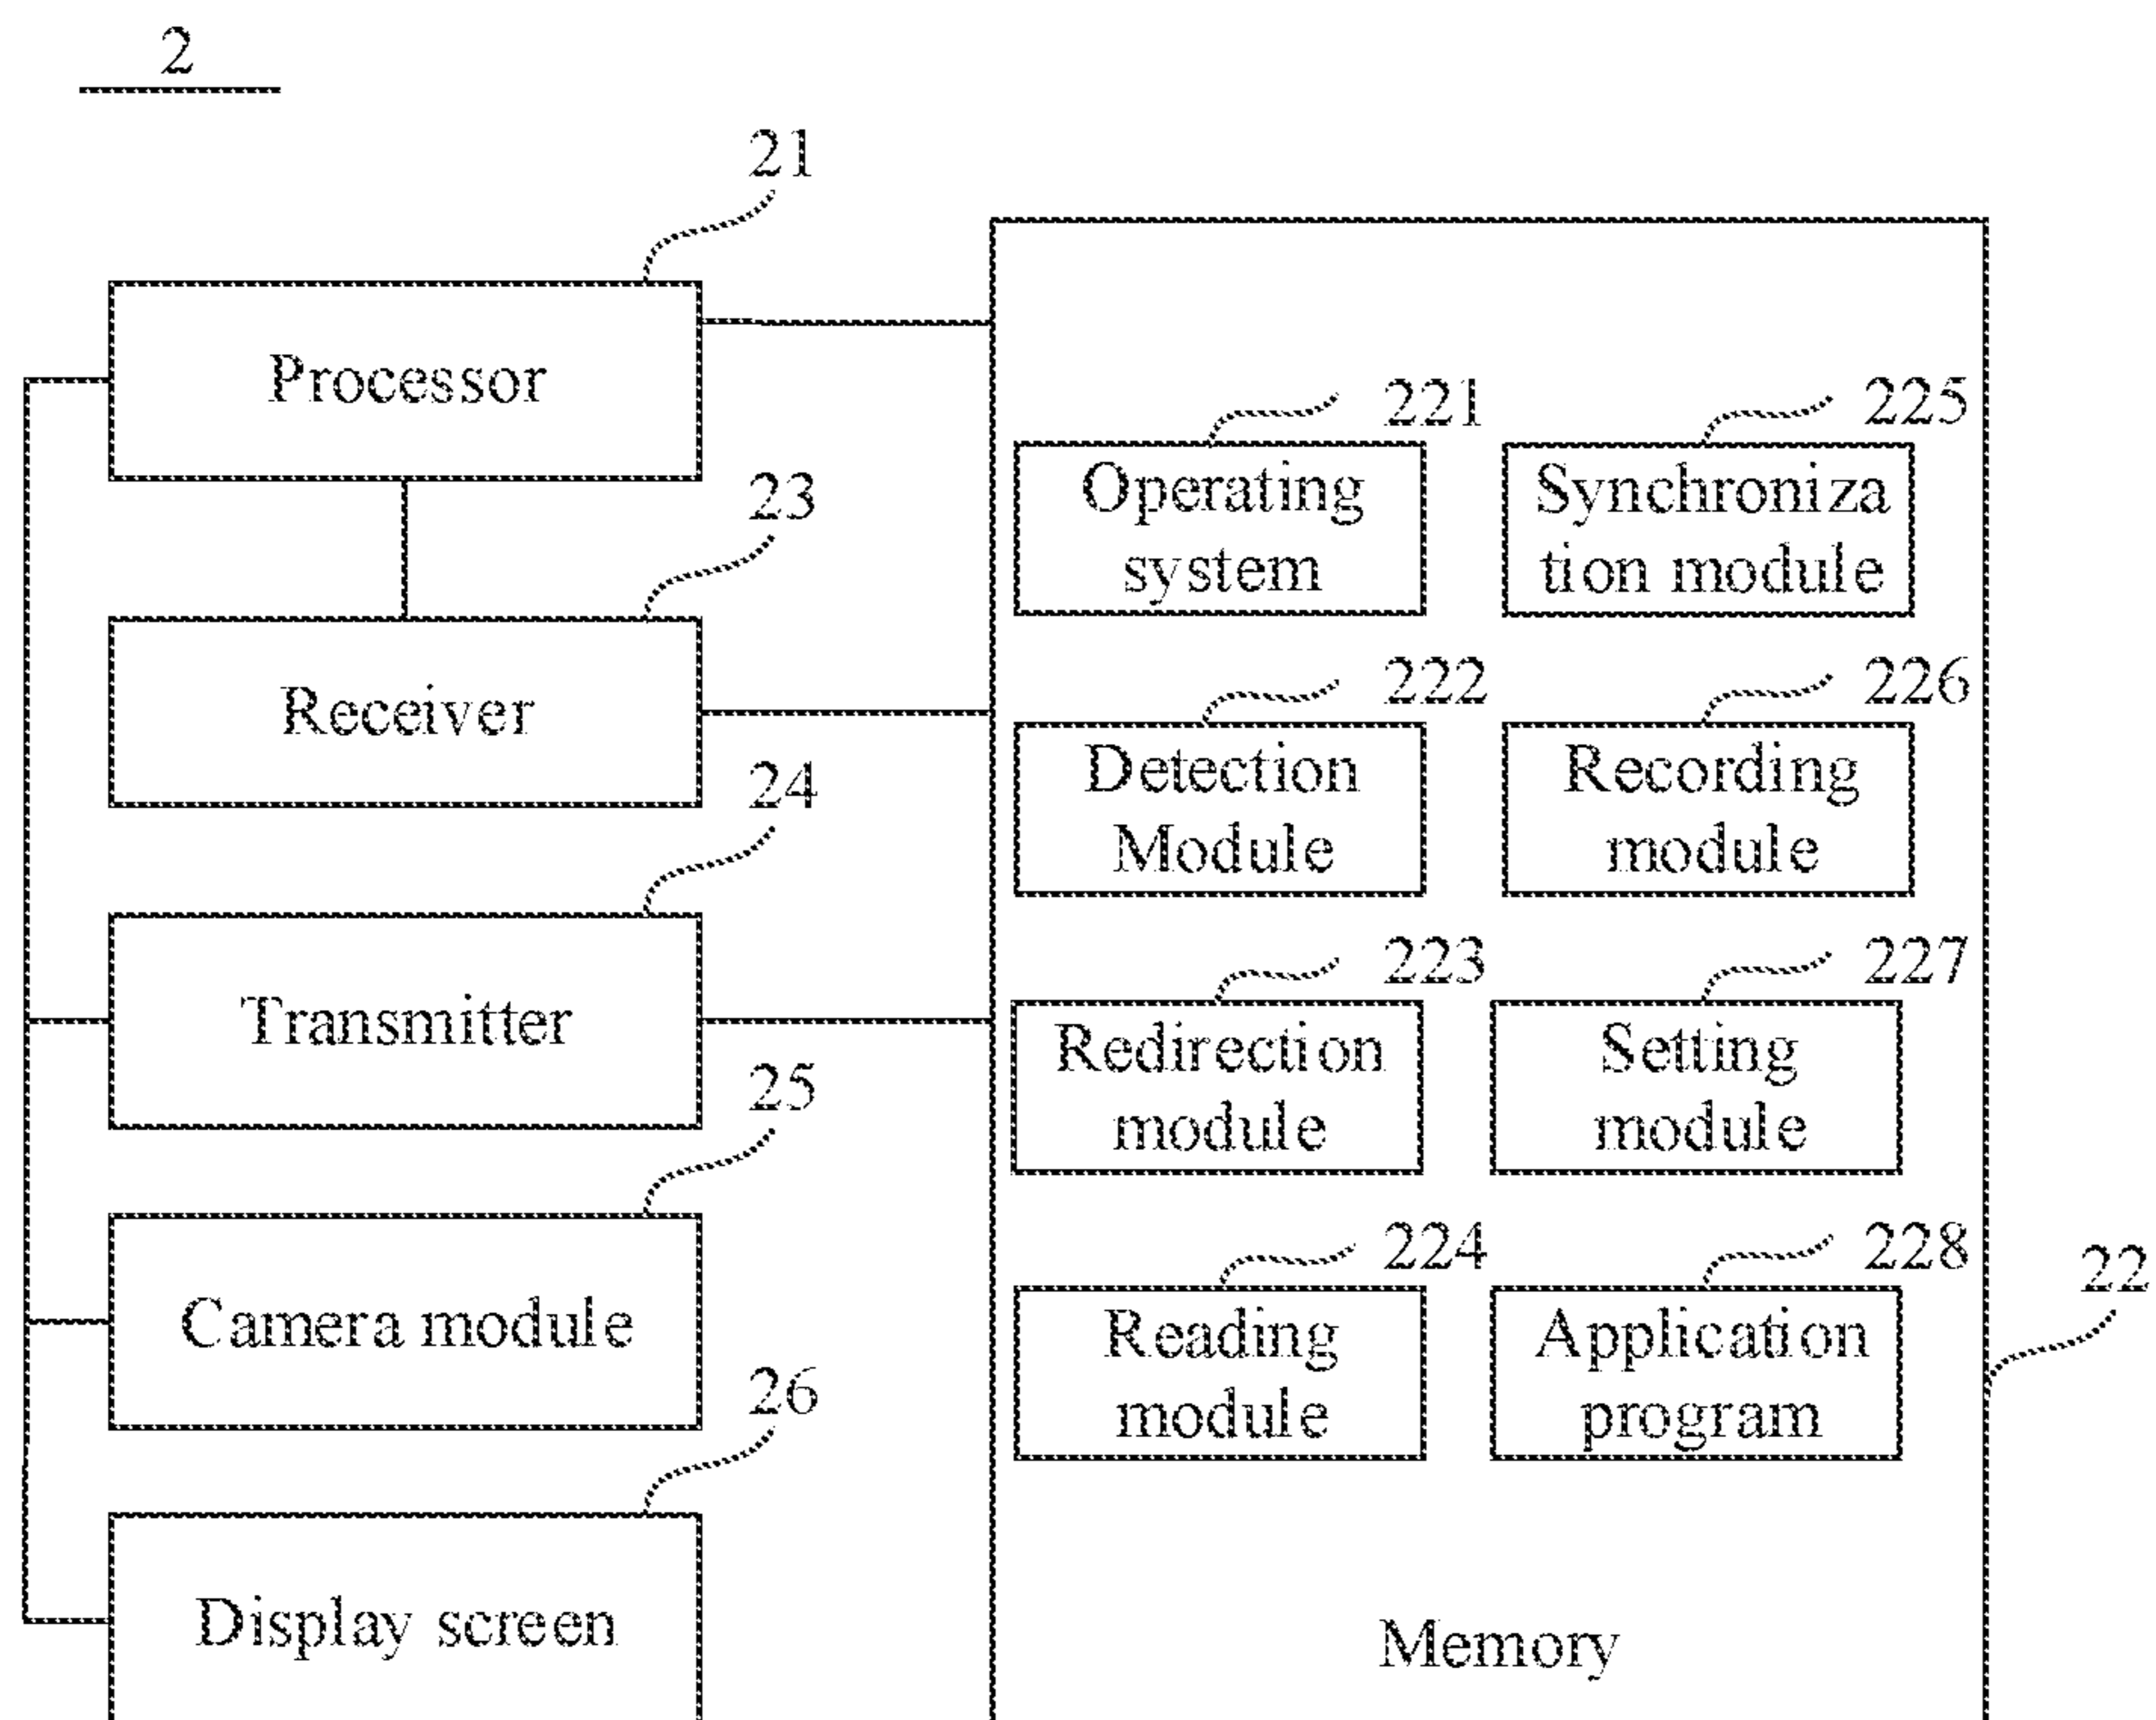 2
21
Processor
221
225
Operating
system
Synchroniza
tion module
23
Receiver
222
226
Detection
Module
Recording
module
24
Transmitter
223
227
Redirection
module
Setting
module
25
Camera module
224
228
22
Reading
module
Application
program
26
Display screen
Memory